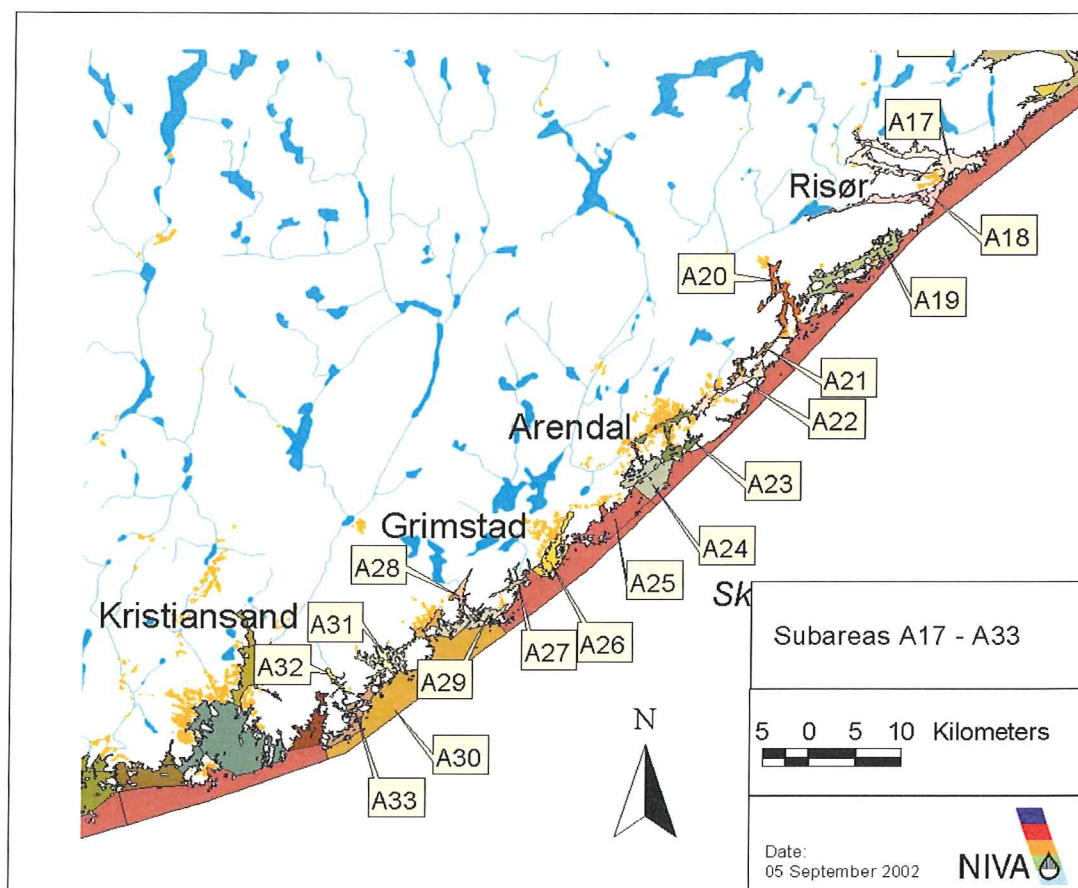 A17
Risør
A18
A20
A19
A21
Arendal
A22
A23
Grimstad
A24
A28
A25
Sk
Kristiansand
A31
A26
A27
A32
A29
A30
A33
N
Subareas A17 - A33
5 0 5 10 Kilometers
Date:
05 September 2002
NIVA